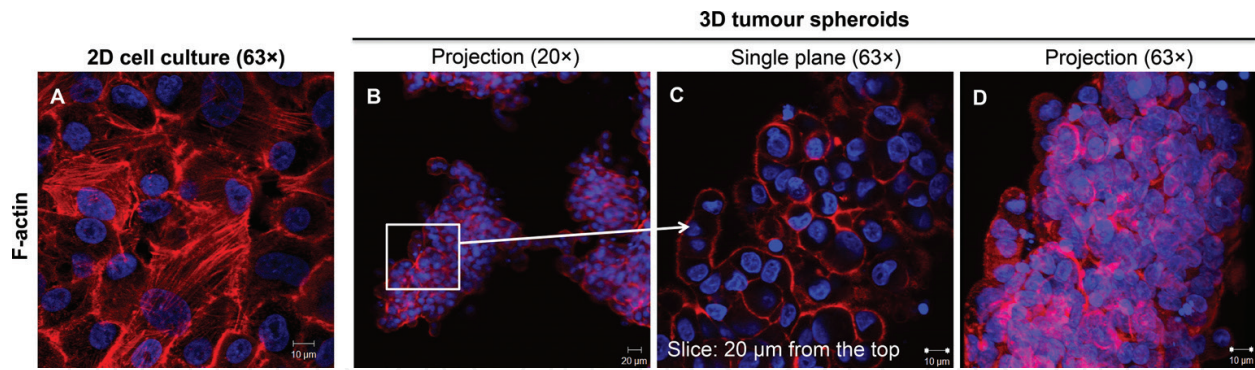 3D tumour spheroids
2D cell culture (63×)
Projection (20×)
Single plane (63×)
Projection (63×)
F-actin
A
B
C
D
10 µm
20 µm
Slice: 20 µm from the top
10 µm
10 µm